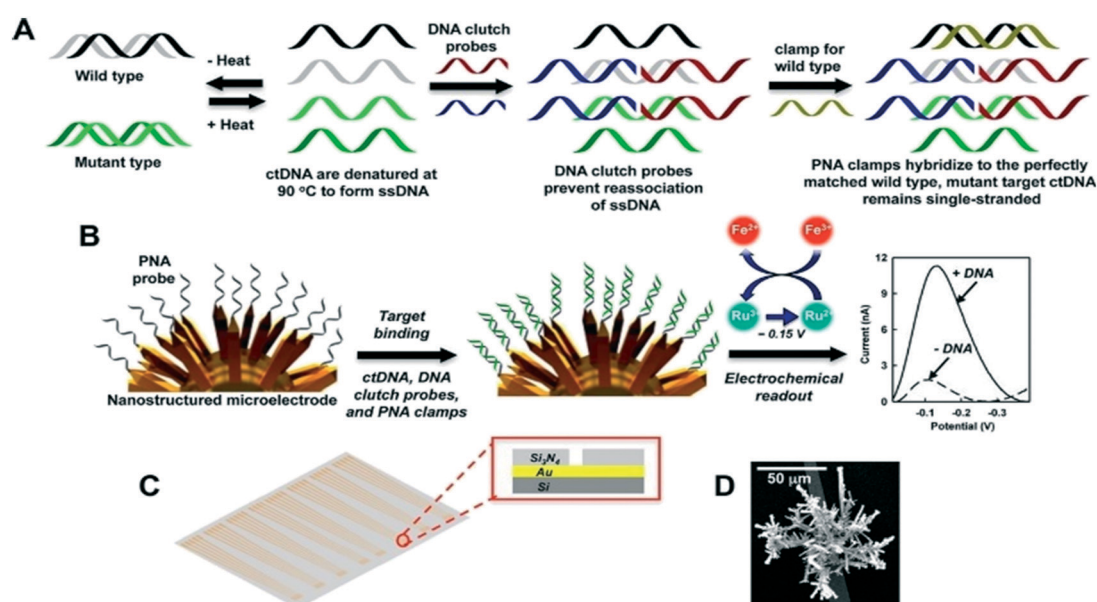 A
Wild type
Mutant type
- Heat
+ Heat
ctDNA are denatured at
90 °C to form ssDNA
DNA clutch
probes
DNA clutch probes
prevent reassociation
of ssDNA
clamp for
wild type
PNA clamps hybridize to the perfectly
matched wild type, mutant target ctDNA
remains single-stranded
B
PNA
probe
Nanostructured microelectrode
Target
binding
ctDNA, DNA
clutch probes,
and PNA clamps
Fe²⁺
Fe³⁺
Ru³⁺
Ru²⁺
– 0.15 V
Electrochemical
readout
12
9
6
3
0
Current (nA)
+ DNA
- DNA
-0.1
-0.2
-0.3
Potential (V)
C
Si₃N₄
Au
Si
D
50 μm